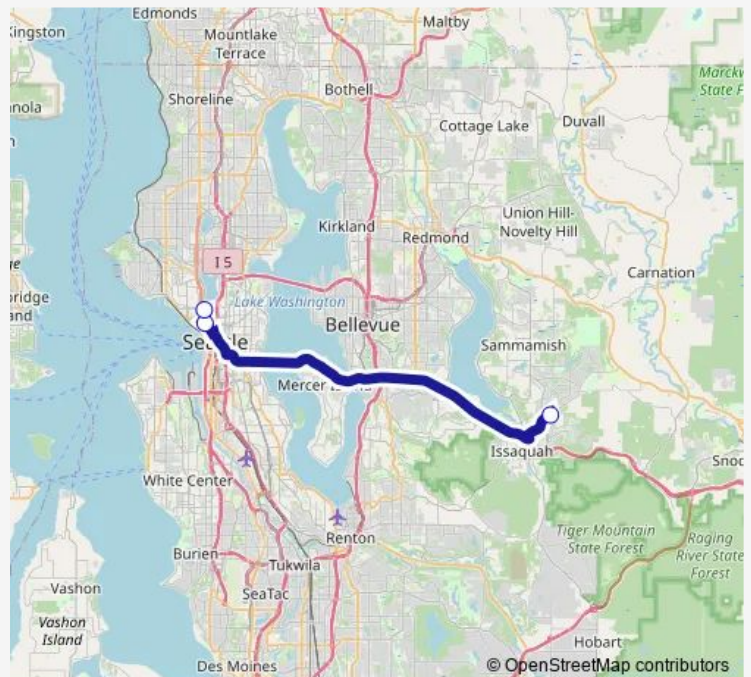 Kingston
Edmonds
Maltby
Mountlake
Terrace
Shoreline
Bothell
Cottage Lake
Duvall
State F
Union Hill-
Novelty Hill
Kirkland
Redmond
I 5
Carnation
Lake Washington
Bellevue
Sammamish
Mercer
Issaquah
White Center
Renton
Tiger Mountain
State Forest
Raging
River State
Forest
Burien
Tukwila
SeaTac
Vashon
Vashon
Island
Hobart
Des Moines
© OpenStreetMap contributors